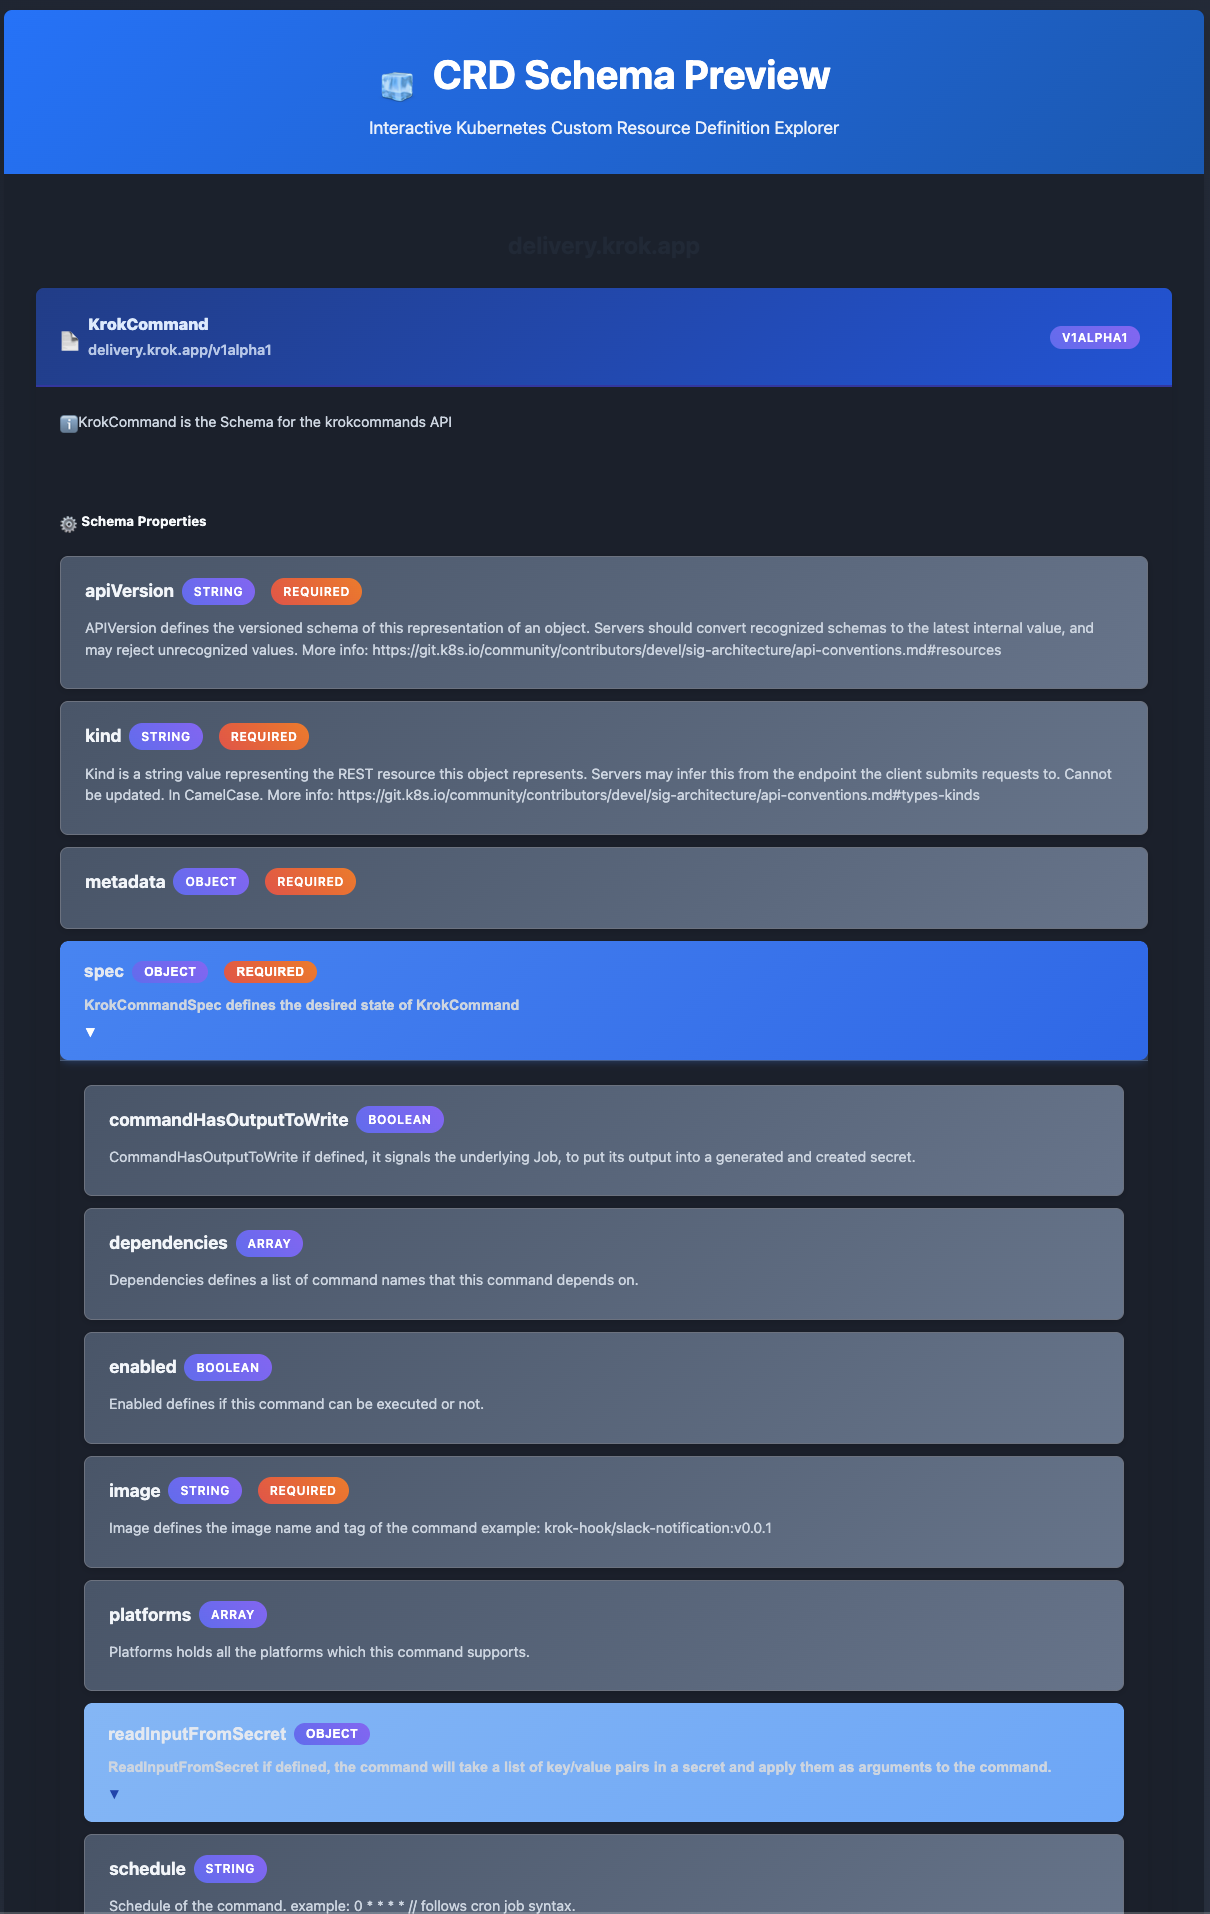 CRD Schema Preview
Interactive Kubernetes Custom Resource Definition Explorer
delivery.krok.app
KrokCommand
delivery.krok.app/v1alpha1
V1ALPHA1
KrokCommand is the Schema for the krokcommands API
Schema Properties
apiVersion STRING REQUIRED
APIVersion defines the versioned schema of this representation of an object. Servers should convert recognized schemas to the latest internal value, and
may reject unrecognized values. More info: https://git.k8s.io/community/contributors/devel/sig-architecture/api-conventions.md#resources
kind STRING REQUIRED
Kind is a string value representing the REST resource this object represents. Servers may infer this from the endpoint the client submits requests to. Cannot
be updated. In CamelCase. More info: https://git.k8s.io/community/contributors/devel/sig-architecture/api-conventions.md#types-kinds
metadata OBJECT REQUIRED
spec OBJECT REQUIRED
KrokCommandSpec defines the desired state of KrokCommand
▼
commandHasOutputToWrite BOOLEAN
CommandHasOutputToWrite if defined, it signals the underlying Job, to put its output into a generated and created secret.
dependencies ARRAY
Dependencies defines a list of command names that this command depends on.
enabled BOOLEAN
Enabled defines if this command can be executed or not.
image STRING REQUIRED
Image defines the image name and tag of the command example: krok-hook/slack-notification:v0.0.1
platforms ARRAY
Platforms holds all the platforms which this command supports.
readInputFromSecret OBJECT
ReadInputFromSecret if defined, the command will take a list of key/value pairs in a secret and apply them as arguments to the command.
▼
schedule STRING
Schedule of the command. example: 0 * * * * // follows cron job syntax.